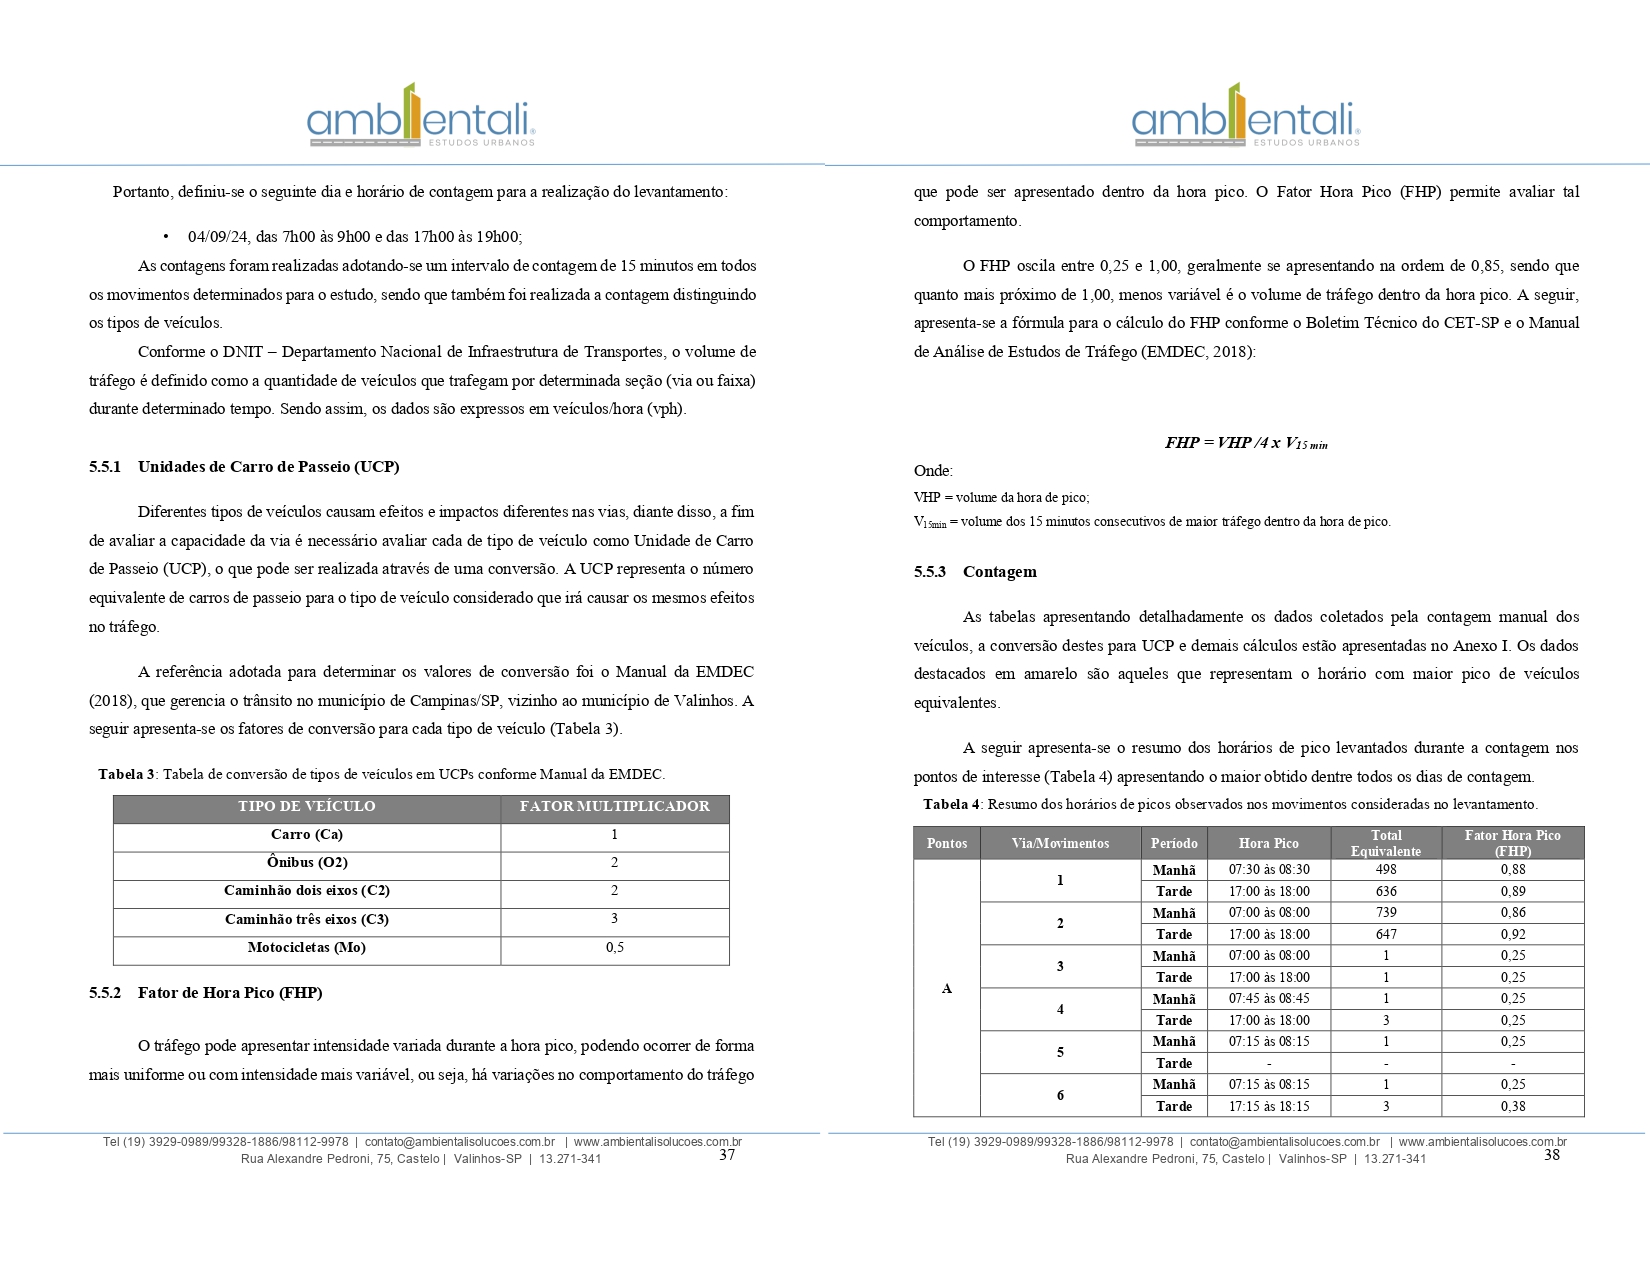 ambientali®
ESTUDOS URBANOS
Portanto, definiu-se o seguinte dia e horário de contagem para a realização do levantamento:
• 04/09/24, das 7h00 às 9h00 e das 17h00 às 19h00;
As contagens foram realizadas adotando-se um intervalo de contagem de 15 minutos em todos
os movimentos determinados para o estudo, sendo que também foi realizada a contagem distinguindo
os tipos de veículos.
Conforme o DNIT – Departamento Nacional de Infraestrutura de Transportes, o volume de
tráfego é definido como a quantidade de veículos que trafegam por determinada seção (via ou faixa)
durante determinado tempo. Sendo assim, os dados são expressos em veículos/hora (vph).
5.5.1 Unidades de Carro de Passeio (UCP)
Diferentes tipos de veículos causam efeitos e impactos diferentes nas vias, diante disso, a fim
de avaliar a capacidade da via é necessário avaliar cada de tipo de veículo como Unidade de Carro
de Passeio (UCP), o que pode ser realizada através de uma conversão. A UCP representa o número
equivalente de carros de passeio para o tipo de veículo considerado que irá causar os mesmos efeitos
no tráfego.
A referência adotada para determinar os valores de conversão foi o Manual da EMDEC
(2018), que gerencia o trânsito no município de Campinas/SP, vizinho ao município de Valinhos. A
seguir apresenta-se os fatores de conversão para cada tipo de veículo (Tabela 3).
Tabela 3: Tabela de conversão de tipos de veículos em UCPs conforme Manual da EMDEC.
TIPO DE VEÍCULO FATOR MULTIPLICADOR
Carro (Ca) 1
Ônibus (O2) 2
Caminhão dois eixos (C2) 2
Caminhão três eixos (C3) 3
Motocicletas (Mo) 0,5
5.5.2 Fator de Hora Pico (FHP)
O tráfego pode apresentar intensidade variada durante a hora pico, podendo ocorrer de forma
mais uniforme ou com intensidade mais variável, ou seja, há variações no comportamento do tráfego
Tel (19) 3929-0989/99328-1886/98112-9978 | contato@ambientalisolucoes.com.br | www.ambientalisolucoes.com.br
Rua Alexandre Pedroni, 75, Castelo | Valinhos-SP | 13.271-341
37
ambientali®
ESTUDOS URBANOS
que pode ser apresentado dentro da hora pico. O Fator Hora Pico (FHP) permite avaliar tal
comportamento.
O FHP oscila entre 0,25 e 1,00, geralmente se apresentando na ordem de 0,85, sendo que
quanto mais próximo de 1,00, menos variável é o volume de tráfego dentro da hora pico. A seguir,
apresenta-se a fórmula para o cálculo do FHP conforme o Boletim Técnico do CET-SP e o Manual
de Análise de Estudos de Tráfego (EMDEC, 2018):
FHP = VHP /4 x V15 min
Onde:
VHP = volume da hora de pico;
V15min = volume dos 15 minutos consecutivos de maior tráfego dentro da hora de pico.
5.5.3 Contagem
As tabelas apresentando detalhadamente os dados coletados pela contagem manual dos
veículos, a conversão destes para UCP e demais cálculos estão apresentadas no Anexo I. Os dados
destacados em amarelo são aqueles que representam o horário com maior pico de veículos
equivalentes.
A seguir apresenta-se o resumo dos horários de pico levantados durante a contagem nos
pontos de interesse (Tabela 4) apresentando o maior obtido dentre todos os dias de contagem.
Tabela 4: Resumo dos horários de picos observados nos movimentos consideradas no levantamento.
Pontos Via/Movimentos Período Hora Pico Total Equivalente Fator Hora Pico (FHP)
A
1 Manhã 07:30 às 08:30 498 0,88
Tarde 17:00 às 18:00 636 0,89
2 Manhã 07:00 às 08:00 739 0,86
Tarde 17:00 às 18:00 647 0,92
3 Manhã 07:00 às 08:00 1 0,25
Tarde 17:00 às 18:00 1 0,25
4 Manhã 07:45 às 08:45 1 0,25
Tarde 17:00 às 18:00 3 0,25
5 Manhã 07:15 às 08:15 1 0,25
Tarde - - -
6 Manhã 07:15 às 08:15 1 0,25
Tarde 17:15 às 18:15 3 0,38
Tel (19) 3929-0989/99328-1886/98112-9978 | contato@ambientalisolucoes.com.br | www.ambientalisolucoes.com.br
Rua Alexandre Pedroni, 75, Castelo | Valinhos-SP | 13.271-341
38